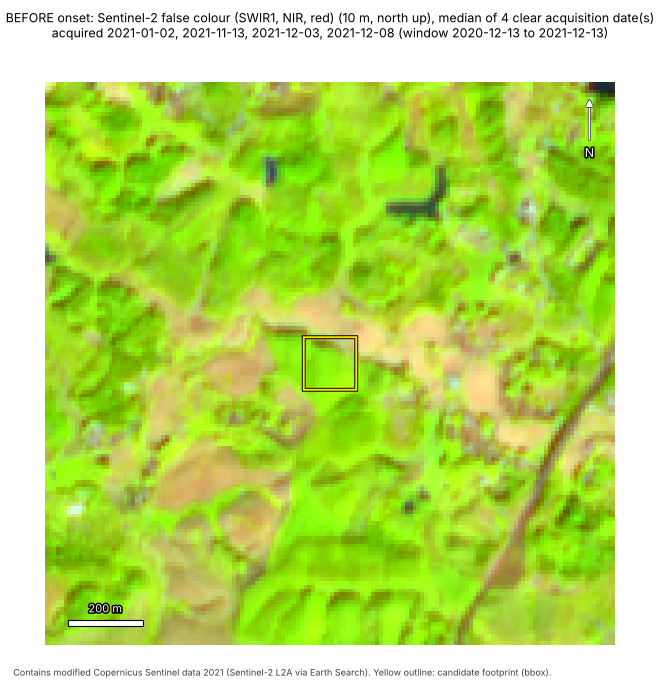 BEFORE onset: Sentinel-2 false colour (SWIR1, NIR, red) (10 m, north up), median of 4 clear acquisition date(s)
acquired 2021-01-02, 2021-11-13, 2021-12-03, 2021-12-08 (window 2020-12-13 to 2021-12-13)
N
200 m
Contains modified Copernicus Sentinel data 2021 (Sentinel-2 L2A via Earth Search). Yellow outline: candidate footprint (bbox).